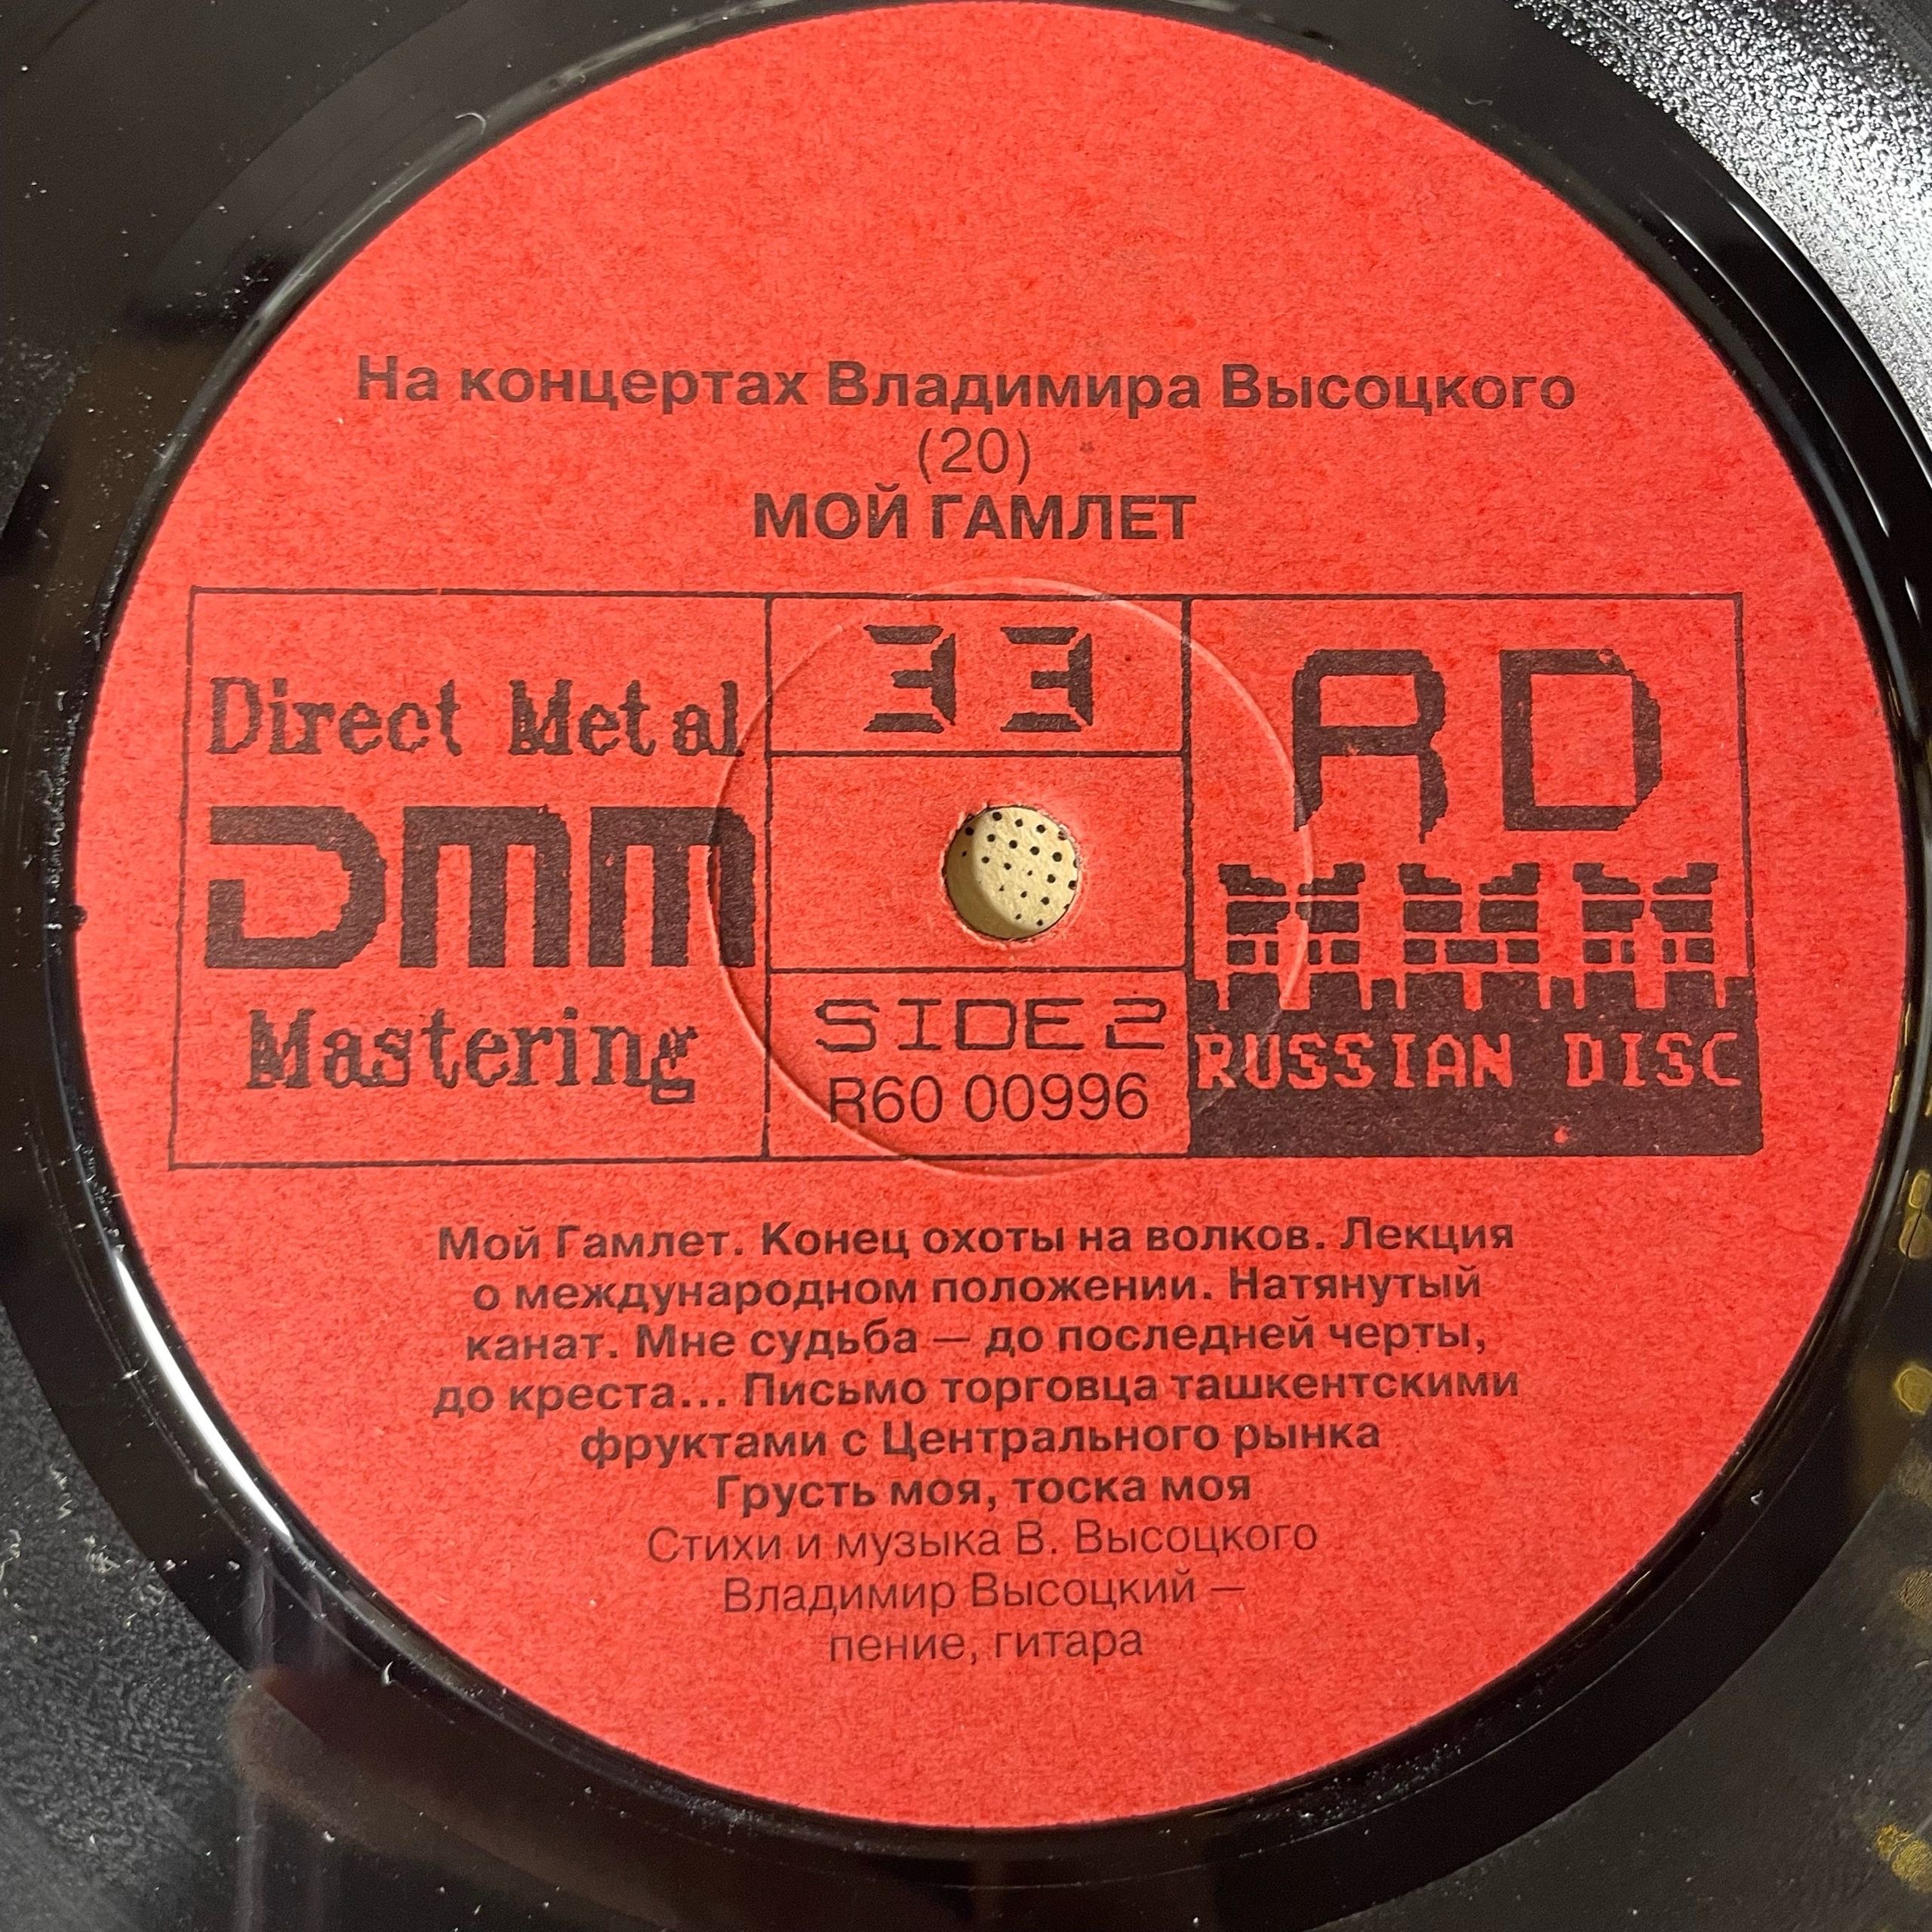 На концертах Владимира Высоцкого
(20)
МОЙ ГАМЛЕТ
Direct Metal
DMM
Mastering
33
SIDE 2
R60 00996
RD
RUSSIAN DISC
Мой Гамлет. Конец охоты на волков. Лекция
о международном положении. Натянутый
канат. Мне судьба — до последней черты,
до креста... Письмо торговца ташкентскими
фруктами с Центрального рынка
Грусть моя, тоска моя
Стихи и музыка В. Высоцкого
Владимир Высоцкий —
пение, гитара